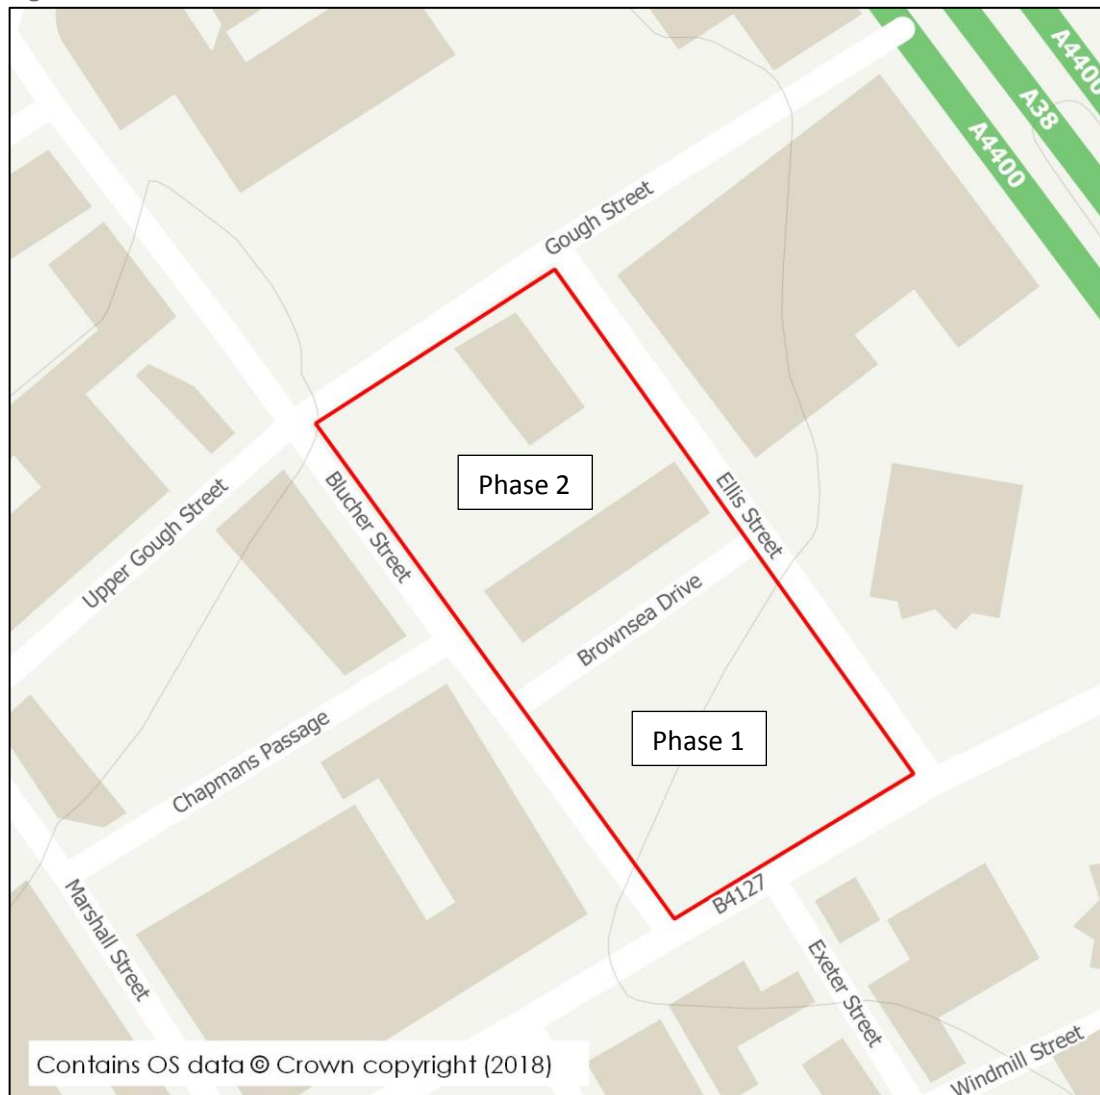 A4400
A38
A4400
Gough Street
Phase 2
Ellis Street
Blucher Street
Upper Gough Street
Brownsea Drive
Phase 1
Chapmans Passage
Marshall Street
B4127
Exeter Street
Windmill Street
Contains OS data © Crown copyright (2018)